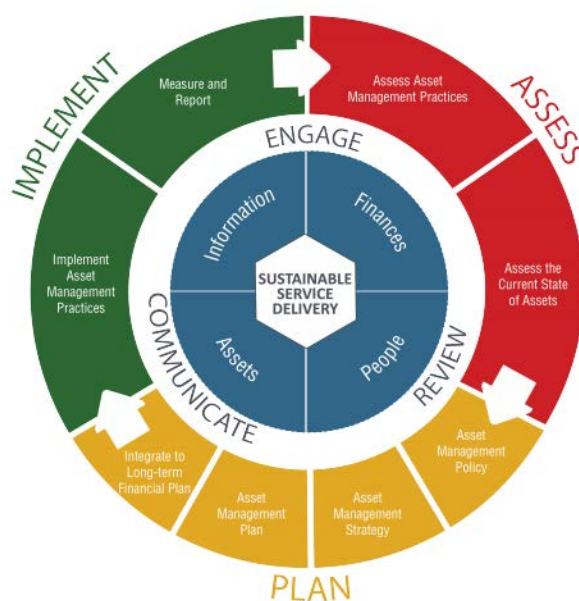 IMPLEMENT
Measure and
Report
Assess Asset
Management Practices
ASSESS
ENGAGE
Information
Finances
Implement
Asset
Management
Practices
SUSTAINABLE
SERVICE
DELIVERY
Assess the
Current State
of Assets
COMMUNICATE
Assets
People
REVIEW
Integrate to
Long-term
Financial Plan
Asset
Management
Plan
Asset
Management
Strategy
Asset
Management
Policy
PLAN